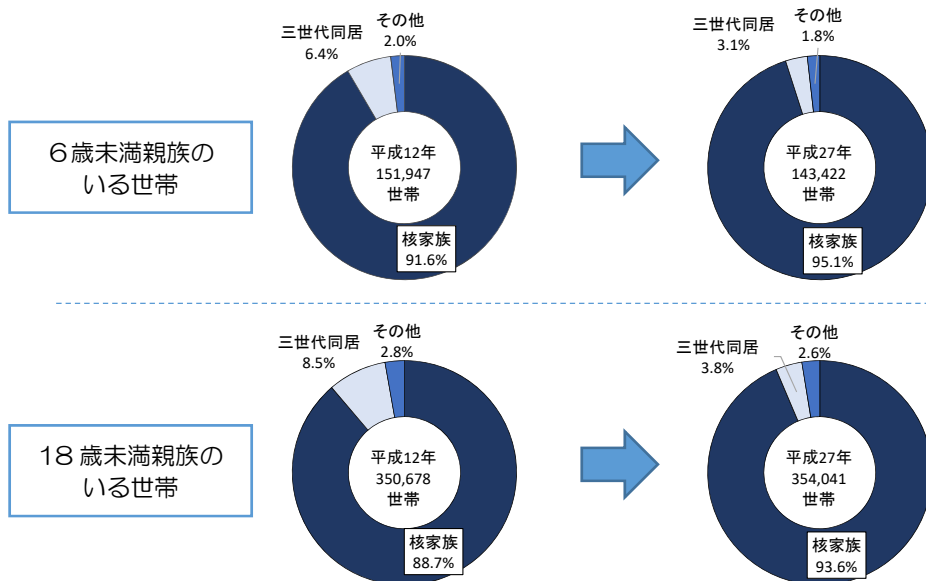 6歳未満親族の
いる世帯
三世代同居
6.4%
その他
2.0%
平成12年
151,947
世帯
核家族
91.6%
三世代同居
3.1%
その他
1.8%
平成27年
143,422
世帯
核家族
95.1%
18歳未満親族の
いる世帯
三世代同居
8.5%
その他
2.8%
平成12年
350,678
世帯
核家族
88.7%
三世代同居
3.8%
その他
2.6%
平成27年
354,041
世帯
核家族
93.6%